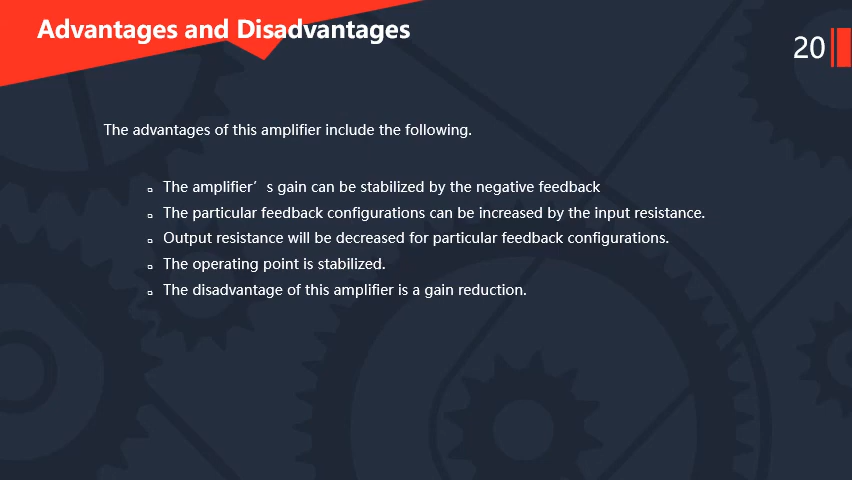 Advantages and Disadvantages
20
The advantages of this amplifier include the following.
The amplifier’s gain can be stabilized by the negative feedback
The particular feedback configurations can be increased by the input resistance.
Output resistance will be decreased for particular feedback configurations.
The operating point is stabilized.
The disadvantage of this amplifier is a gain reduction.